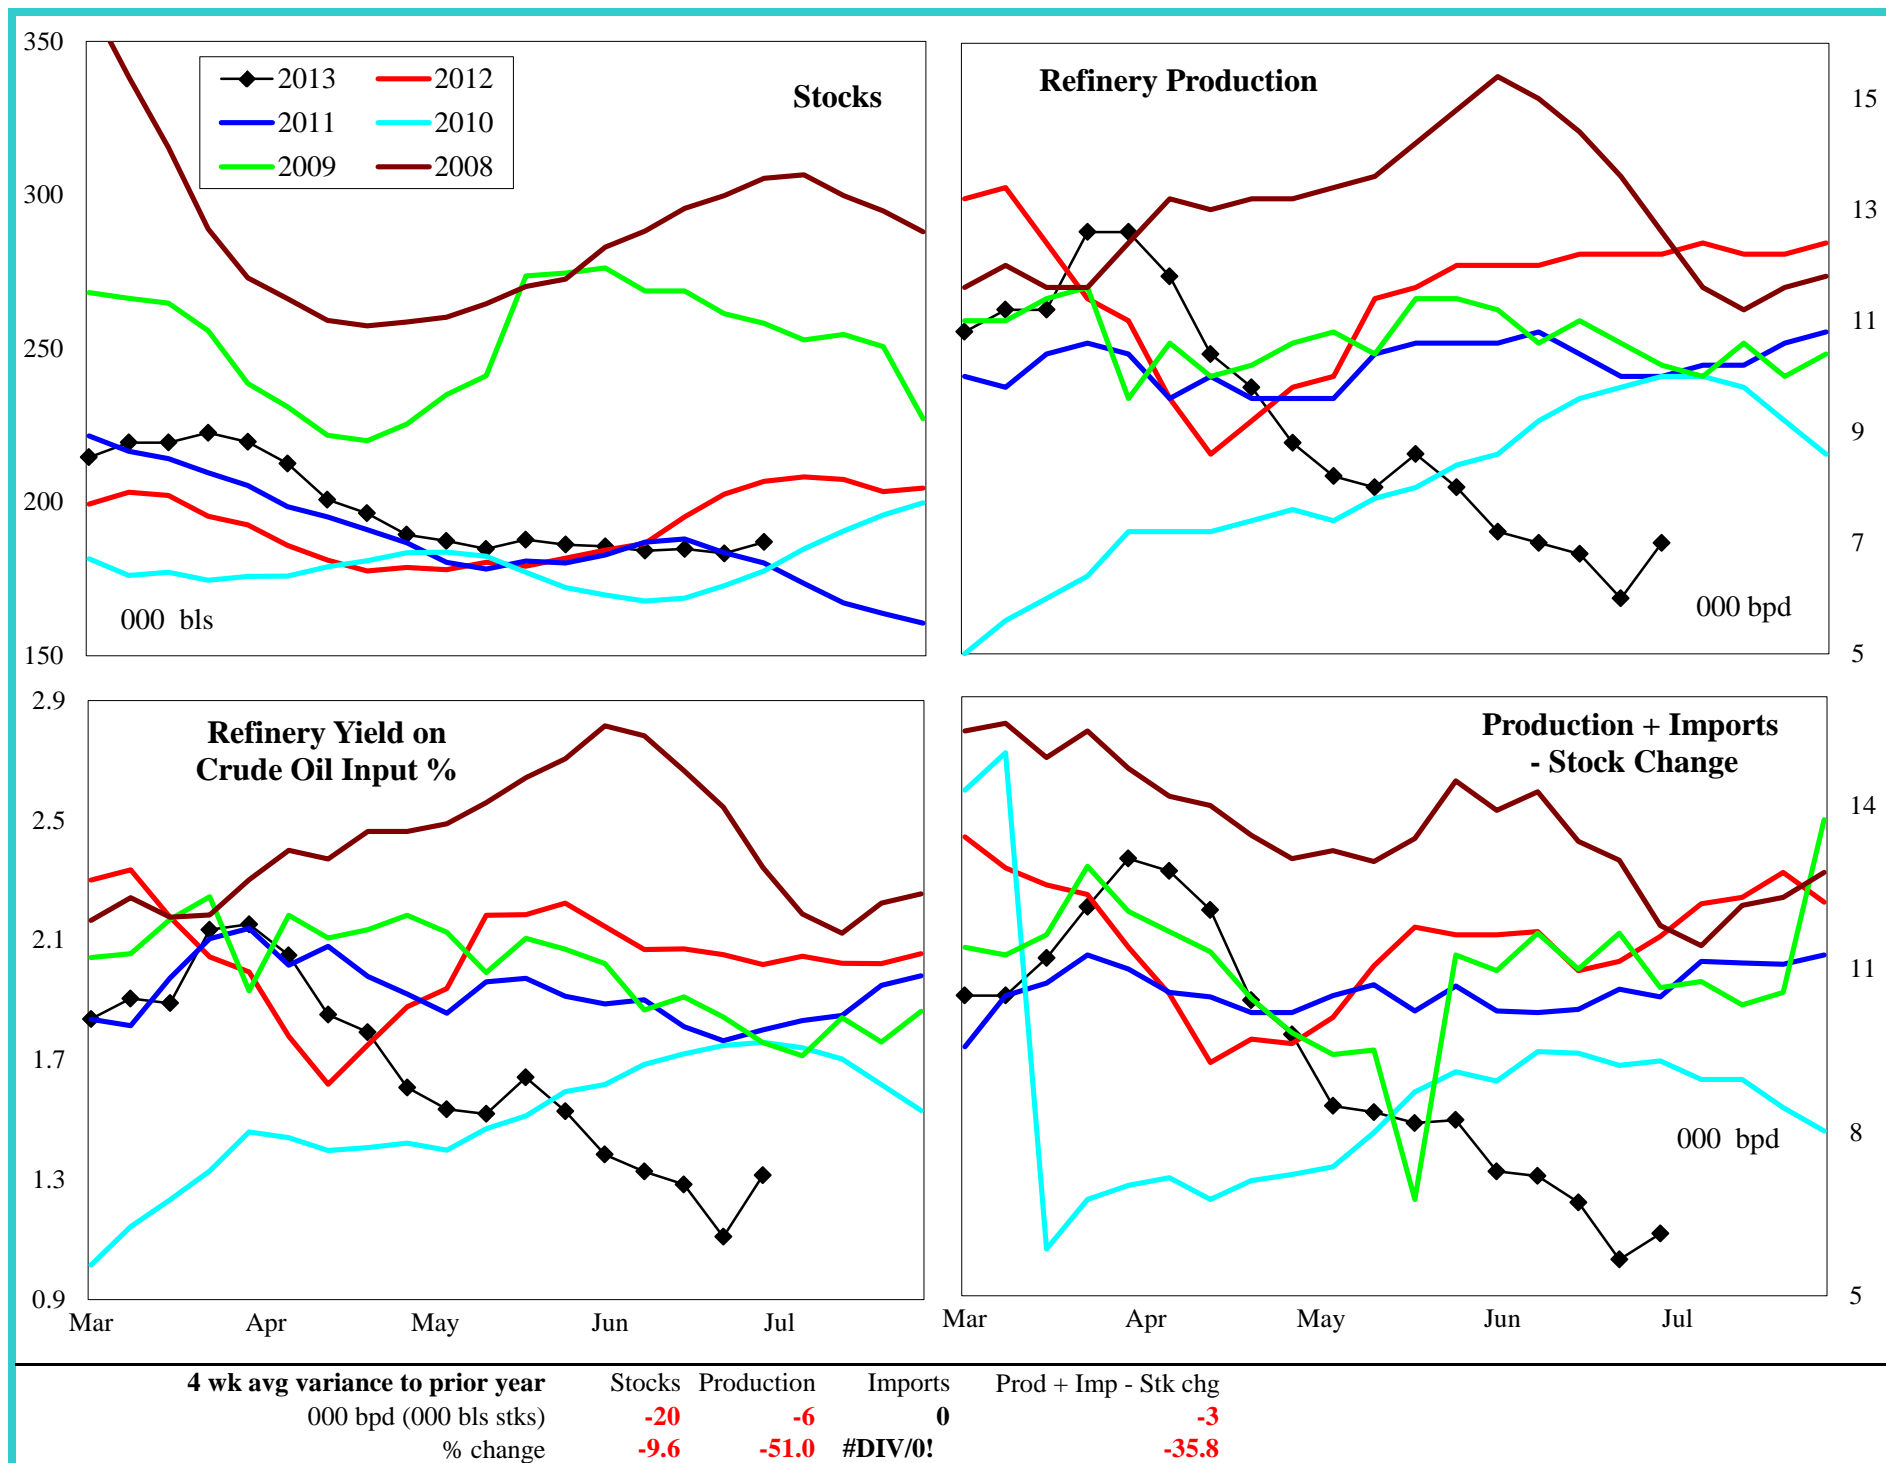 350
300
250
200
150
2013
2012
2011
2010
2009
2008
Stocks
000 bls
Refinery Production
15
13
11
9
7
5
000 bpd
2.9
2.5
2.1
1.7
1.3
0.9
Refinery Yield on
Crude Oil Input %
Mar Apr May Jun Jul
Production + Imports
- Stock Change
14
11
8
5
000 bpd
Mar Apr May Jun Jul
4 wk avg variance to prior year Stocks Production Imports Prod + Imp - Stk chg
000 bpd (000 bls stks) -20 -6 0 -3
% change -9.6 -51.0 #DIV/0! -35.8